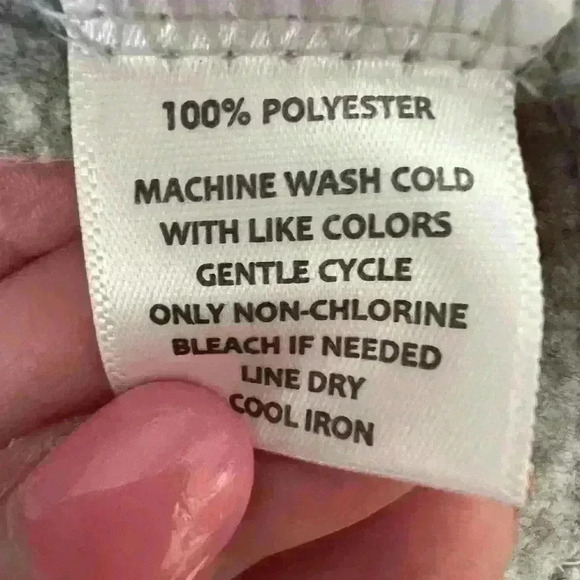 100% POLYESTER
MACHINE WASH COLD
WITH LIKE COLORS
GENTLE CYCLE
ONLY NON-CHLORINE
BLEACH IF NEEDED
LINE DRY
COOL IRON